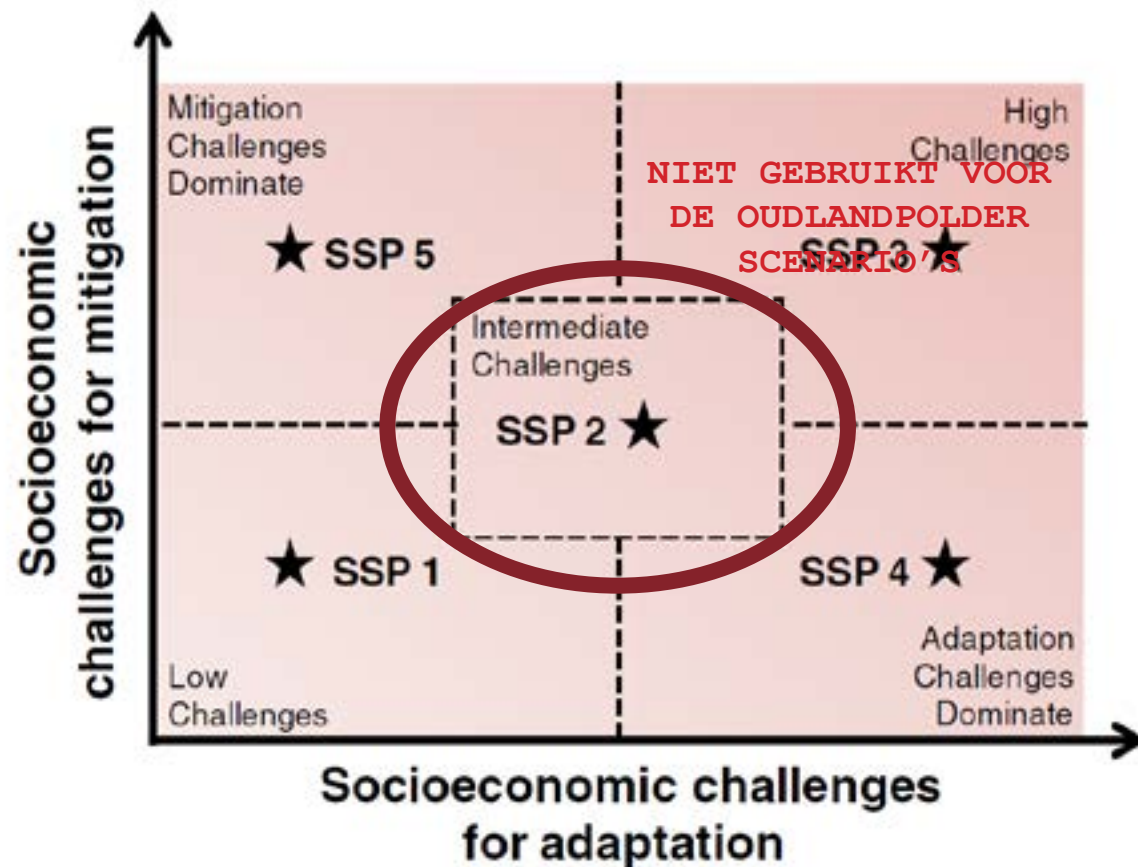 Socioeconomic
challenges for mitigation
Mitigation
Challenges
Dominate
High
Challenges
NIET GEBRUIKT VOOR
DE OUDLANDPOLDER
SCENARIO'S
SSP 5
SSP 3
Intermediate
Challenges
SSP 2
SSP 1
SSP 4
Low
Challenges
Adaptation
Challenges
Dominate
Socioeconomic challenges
for adaptation